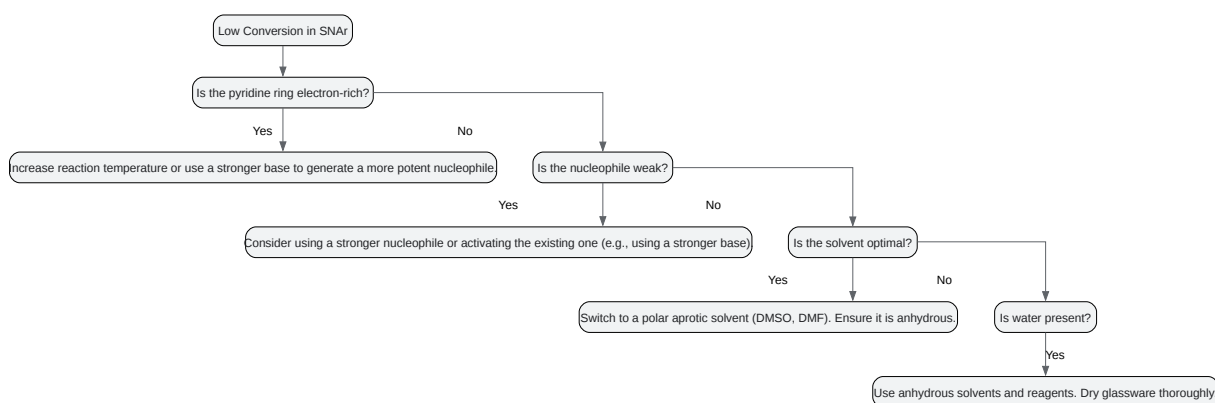 Low Conversion in SNAr
Is the pyridine ring electron-rich?
Yes
No
Increase reaction temperature or use a stronger base to generate a more potent nucleophile.
Is the nucleophile weak?
Yes
No
Consider using a stronger nucleophile or activating the existing one (e.g., using a stronger base).
Is the solvent optimal?
Yes
No
Switch to a polar aprotic solvent (DMSO, DMF). Ensure it is anhydrous.
Is water present?
Yes
Use anhydrous solvents and reagents. Dry glassware thoroughly